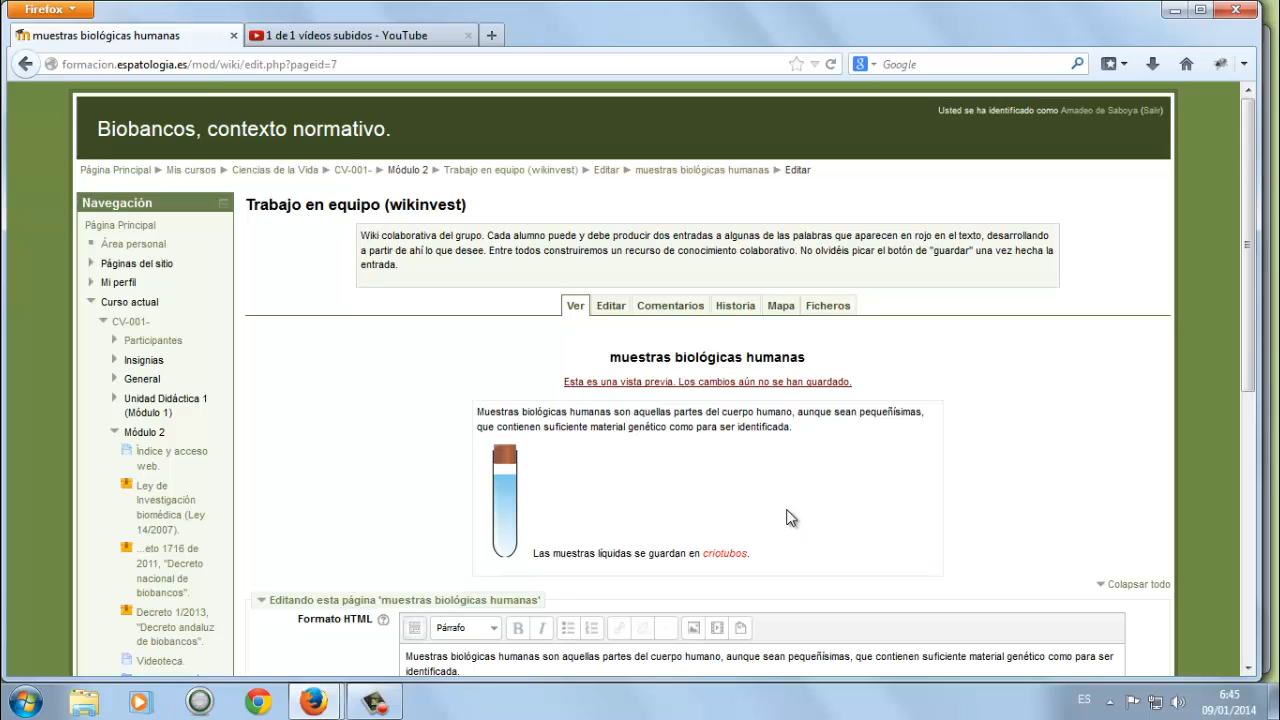 Firefox
muestras biológicas humanas
1 de 1 vídeos subidos - YouTube
formacion.espatologia.es/mod/wiki/edit.php?pageid=7
Google
Usted se ha identificado como Amadeo de Saboya (Salir)
Biobancos, contexto normativo.
Página Principal ► Mis cursos ► Ciencias de la Vida ► CV-001- ► Módulo 2 ► Trabajo en equipo (wikinvest) ► Editar ► muestras biológicas humanas ► Editar
Navegación
Página Principal
Área personal
Páginas del sitio
Mi perfil
Curso actual
CV-001-
Participantes
Insignias
General
Unidad Didáctica 1
(Módulo 1)
Módulo 2
Índice y acceso
web.
Ley de
Investigación
biomédica (Ley
14/2007).
...eto 1716 de
2011, "Decreto
nacional de
biobancos".
Decreto 1/2013,
"Decreto andaluz
de biobancos".
Videoteca.
Trabajo en equipo (wikinvest)
Wiki colaborativa del grupo. Cada alumno puede y debe producir dos entradas a algunas de las palabras que aparecen en rojo en el texto, desarrollando
a partir de ahí lo que desee. Entre todos construiremos un recurso de conocimiento colaborativo. No olvidéis picar el botón de "guardar" una vez hecha la
entrada.
Ver
Editar
Comentarios
Historia
Mapa
Ficheros
muestras biológicas humanas
Esta es una vista previa. Los cambios aún no se han guardado.
Muestras biológicas humanas son aquellas partes del cuerpo humano, aunque sean pequeñísimas,
que contienen suficiente material genético como para ser identificada.
Las muestras líquidas se guardan en criotubos.
Colapsar todo
Editando esta página 'muestras biológicas humanas'
Formato HTML
Párrafo
B
I
Muestras biológicas humanas son aquellas partes del cuerpo humano, aunque sean pequeñísimas, que contienen suficiente material genético como para ser
identificada.
ES
6:45
09/01/2014